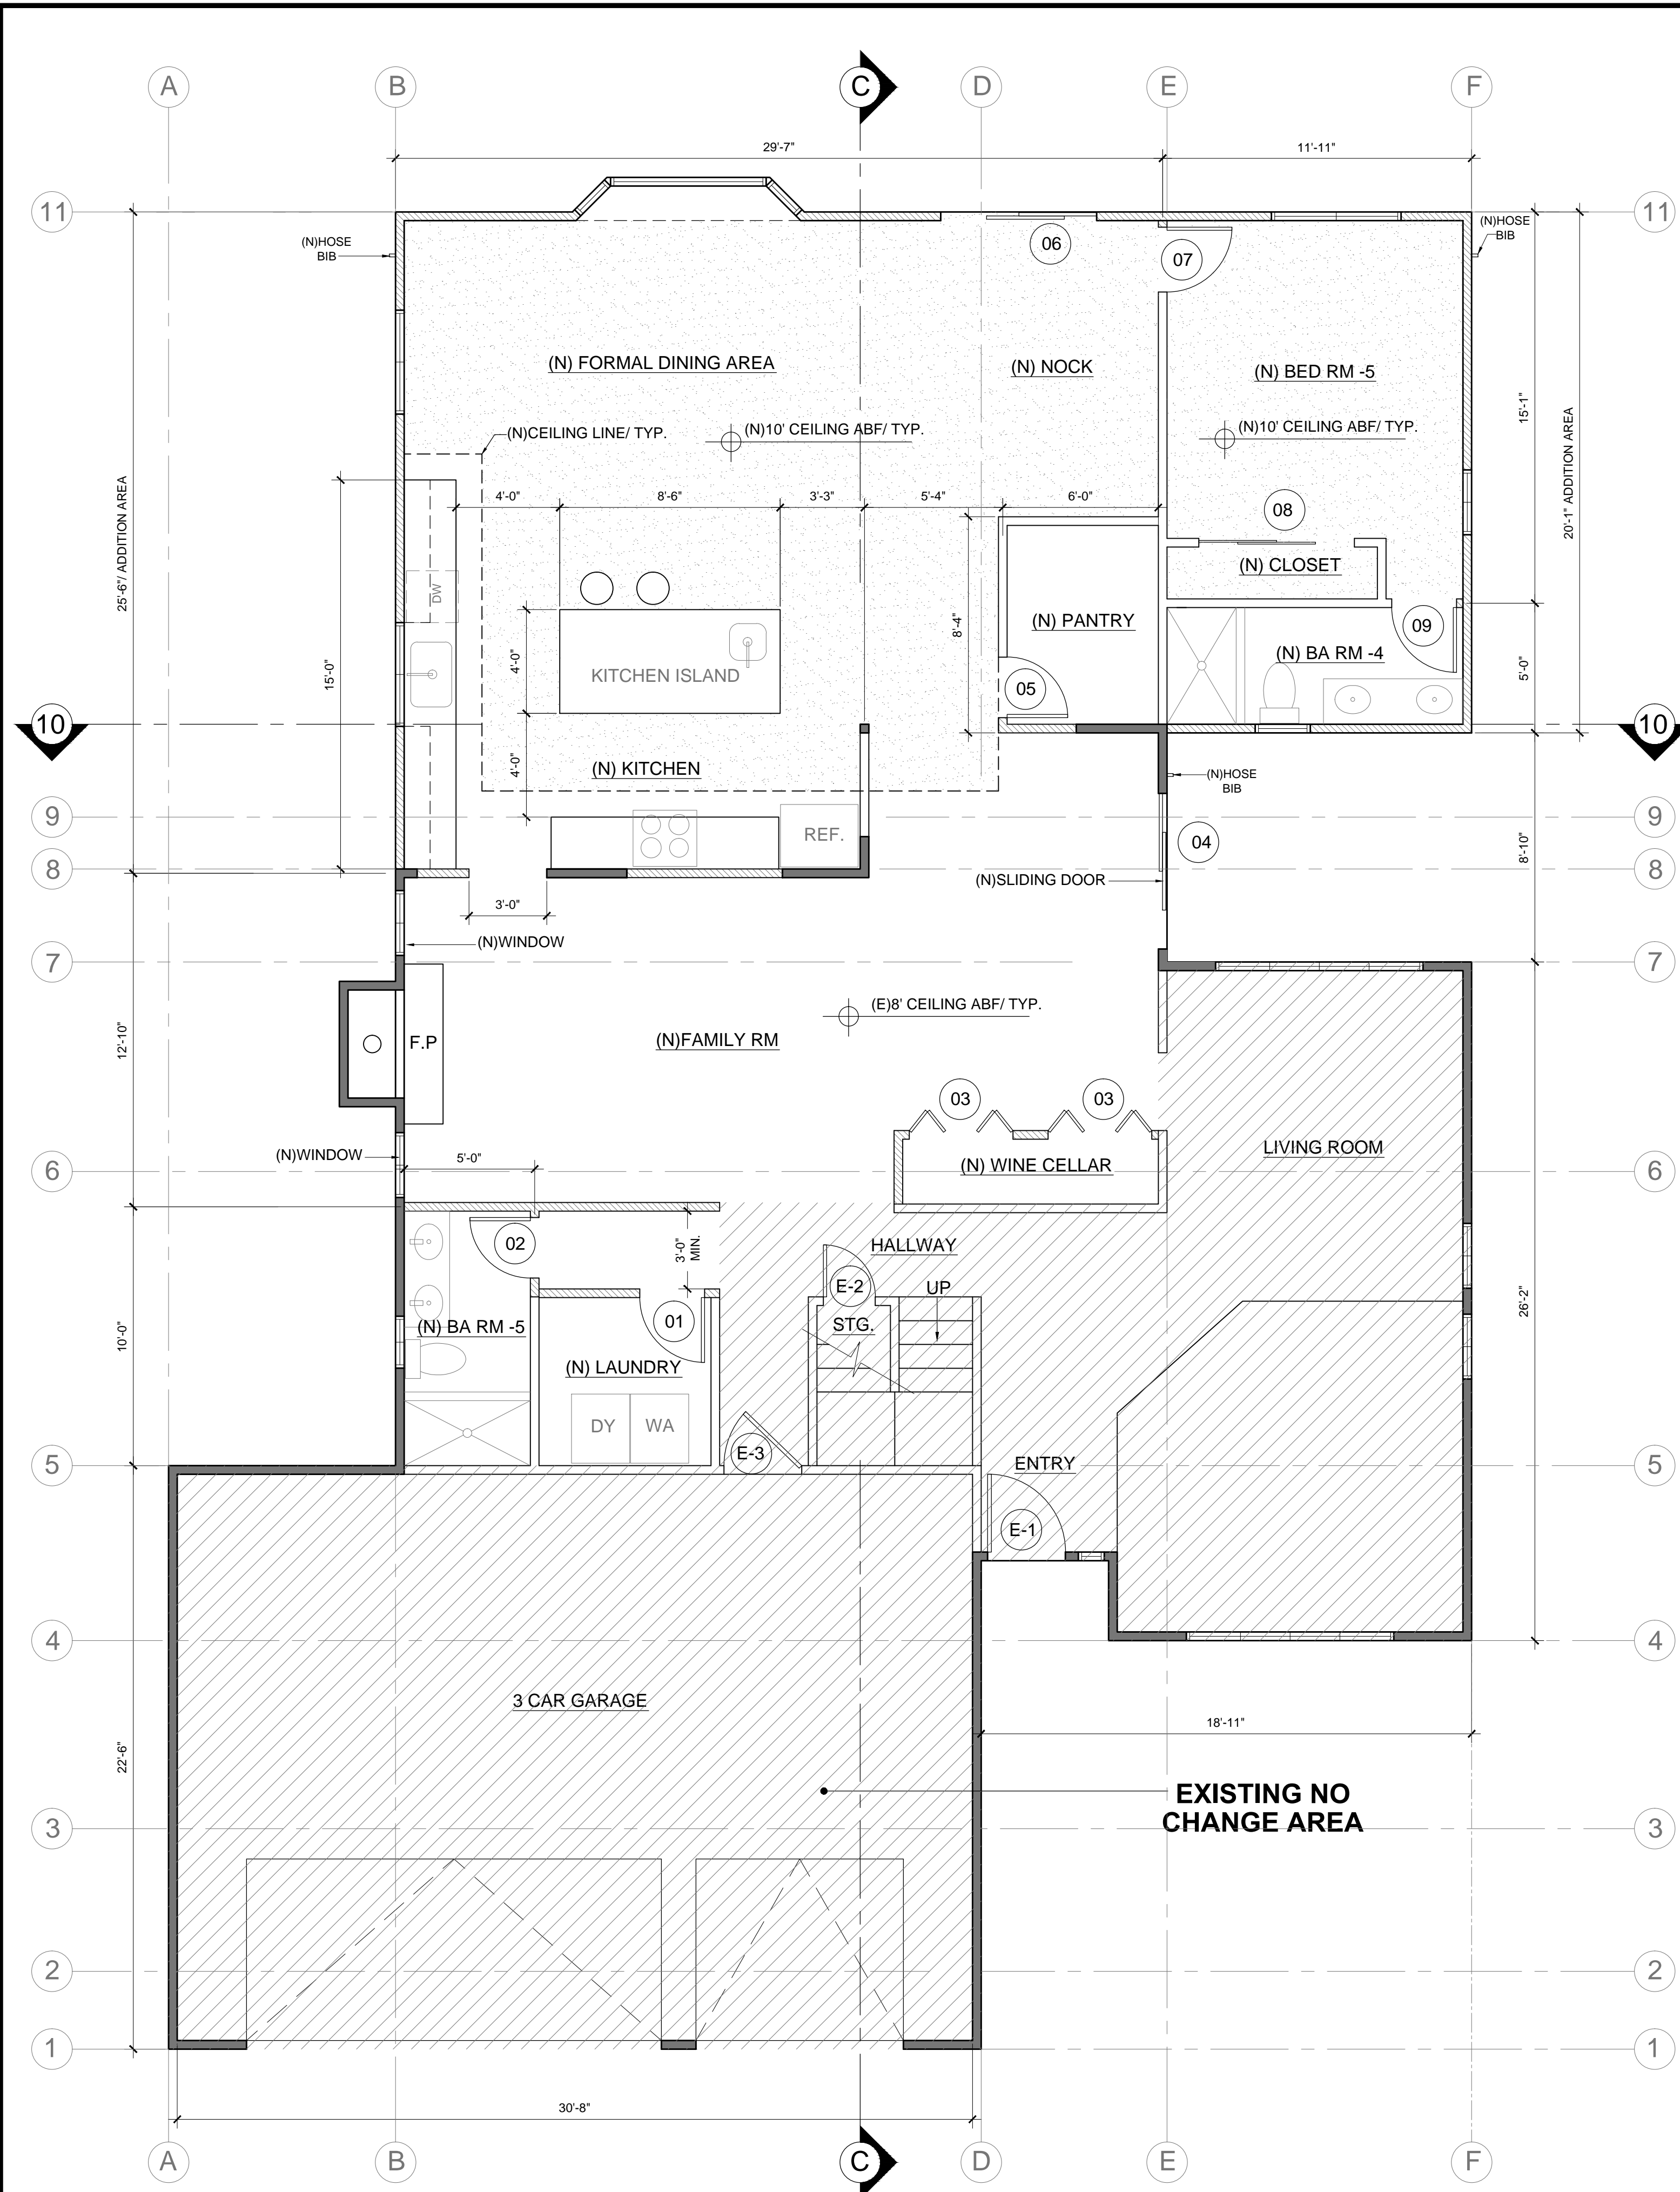 A
B
C
D
E
F
29'-7"
11'-11"
11
11
(N)HOSE
BIB
(N)HOSE
BIB
06
07
(N) FORMAL DINING AREA
(N) NOCK
(N) BED RM -5
(N)CEILING LINE/ TYP.
(N)10' CEILING ABF/ TYP.
(N)10' CEILING ABF/ TYP.
15'-1"
20'-1" ADDITION AREA
25'-6"/ ADDITION AREA
4'-0"
8'-6"
3'-3"
5'-4"
6'-0"
08
(N) CLOSET
DW
15'-0"
8'-4"
(N) PANTRY
09
(N) BA RM -4
4'-0"
KITCHEN ISLAND
05
5'-0"
10
10
4'-0"
(N) KITCHEN
(N)HOSE
BIB
9
9
REF.
04
8'-10"
8
8
(N)SLIDING DOOR
3'-0"
(N)WINDOW
7
7
(E)8' CEILING ABF/ TYP.
12'-10"
F.P
(N)FAMILY RM
03
03
LIVING ROOM
(N)WINDOW
5'-0"
6
(N) WINE CELLAR
6
02
3'-0"
MIN.
HALLWAY
E-2
UP
26'-2"
10'-0"
(N) BA RM -5
01
STG.
(N) LAUNDRY
DY
WA
E-3
5
ENTRY
5
E-1
4
4
3 CAR GARAGE
18'-11"
22'-6"
EXISTING NO
CHANGE AREA
3
3
2
2
1
1
30'-8"
A
B
C
D
E
F